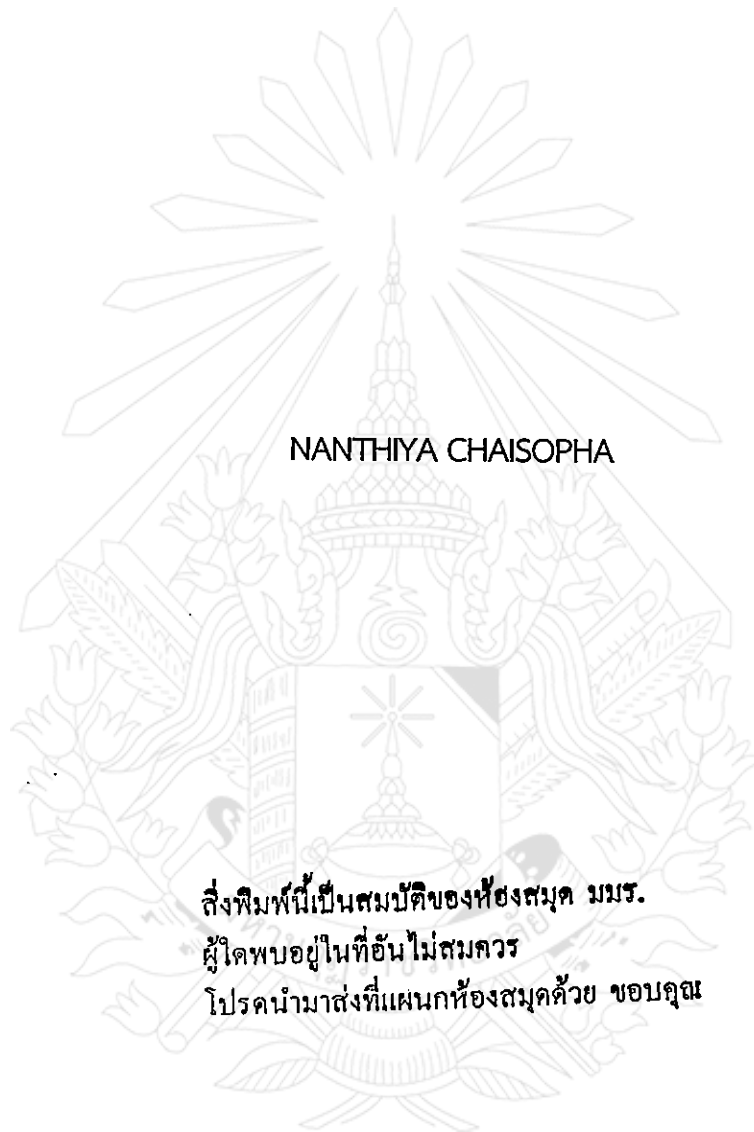 NANTHIYA CHAISOPHA
สิ่งพิมพ์นี้เป็นสมบัติของห้องสมุด มมร.
ผู้ใดพบอยู่ในที่อันไม่สมควร
โปรดนำมาส่งที่แผนกห้องสมุดด้วย ขอบคุณ